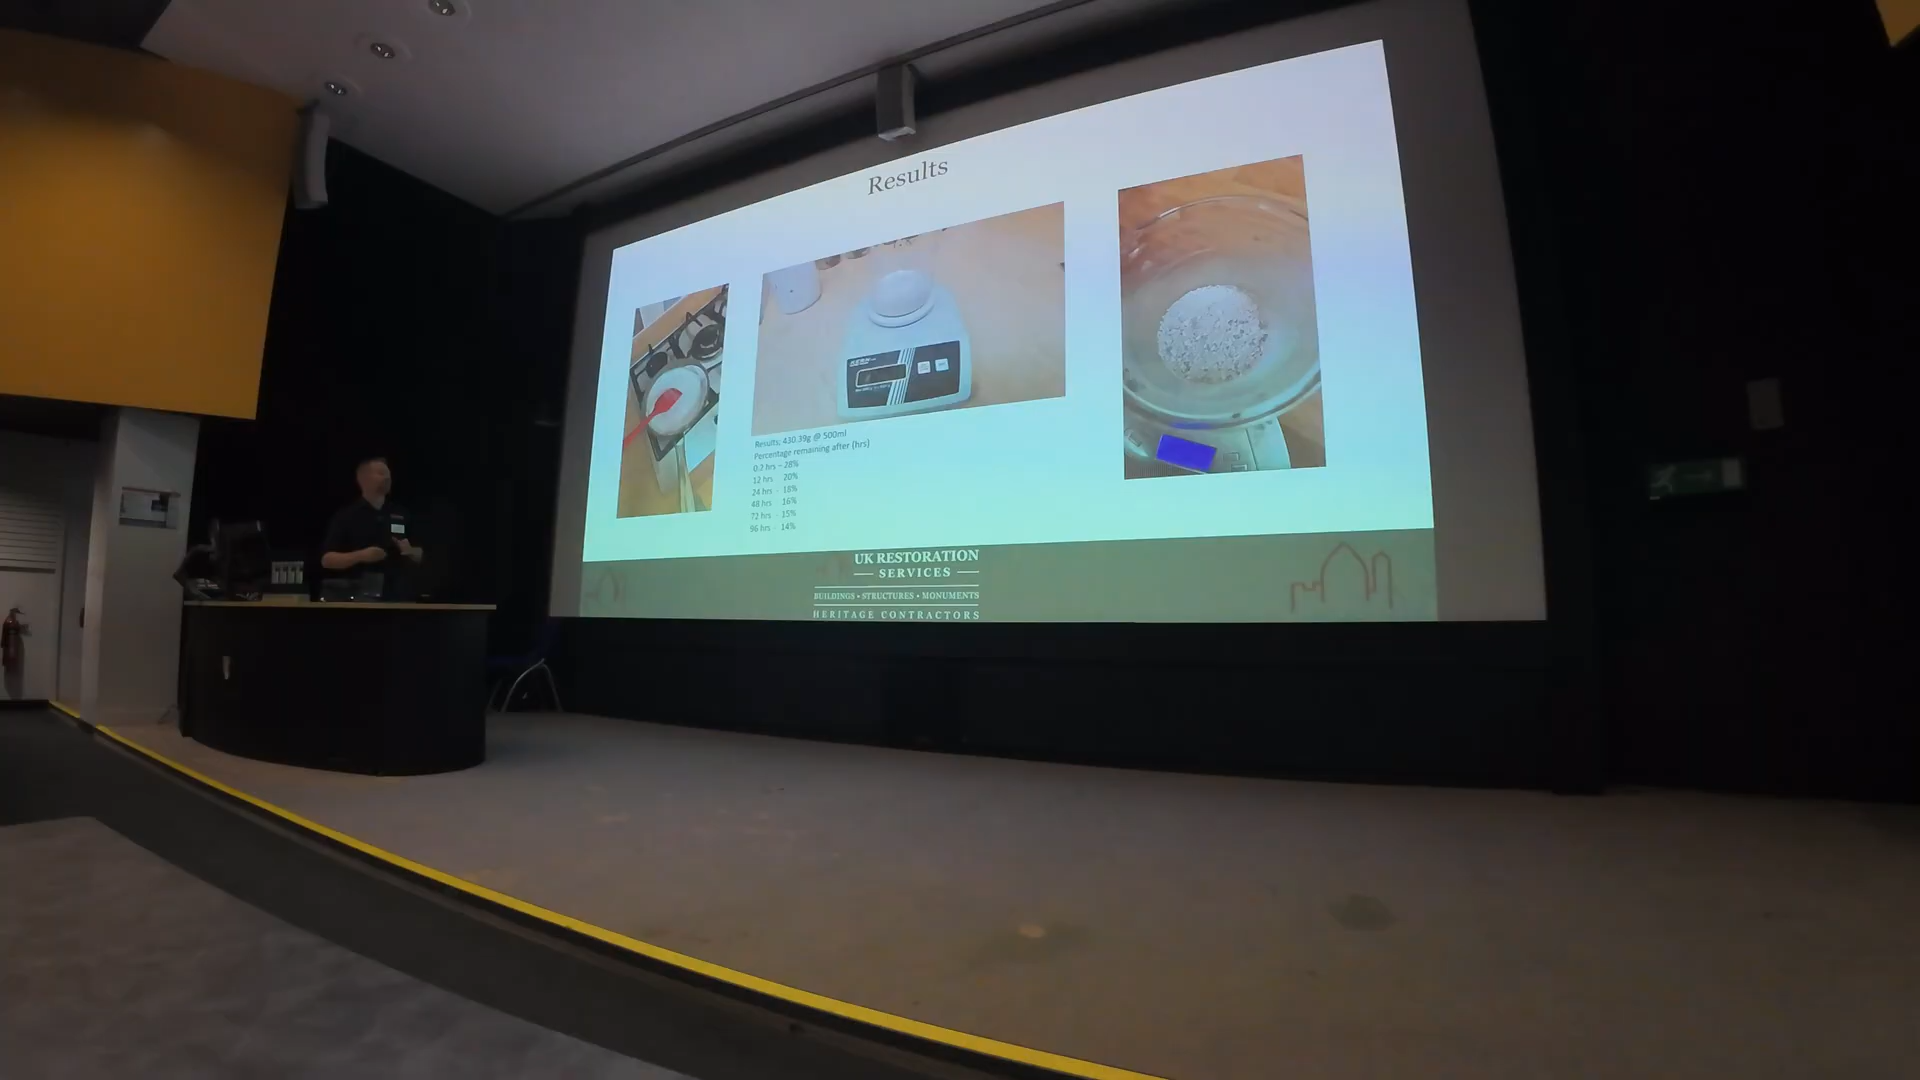 Results
Results: 430.39g @ 500ml
Percentage remaining after (hrs)
0.2 hrs – 28%
12 hrs 20%
24 hrs - 18%
48 hrs 16%
72 hrs - 15%
96 hrs - 14%
UK RESTORATION
SERVICES
BUILDINGS • STRUCTURES • MONUMENTS
HERITAGE CONTRACTORS